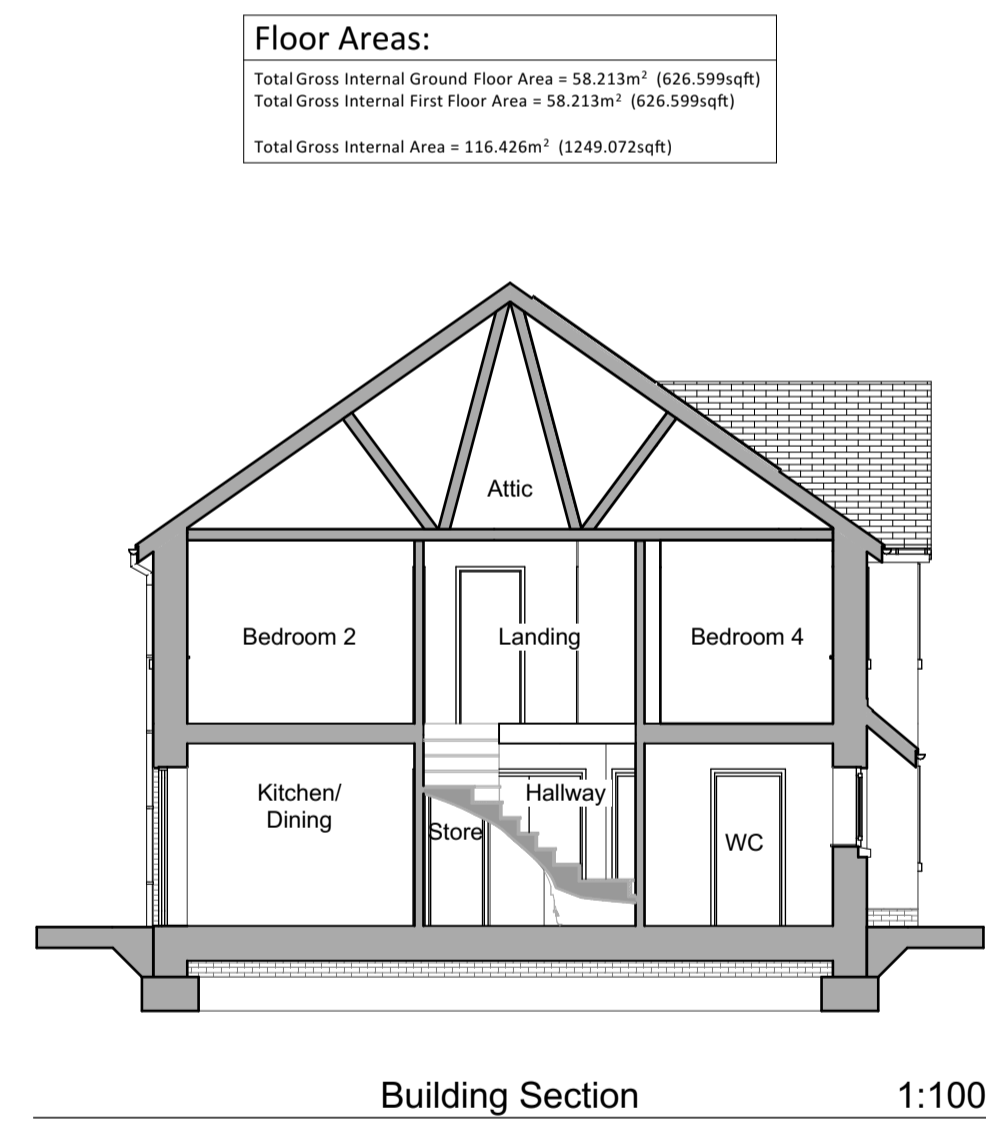 Floor Areas:
Total Gross Internal Ground Floor Area = 58.213m² (626.599sqft)
Total Gross Internal First Floor Area = 58.213m² (626.599sqft)
Total Gross Internal Area = 116.426m² (1249.072sqft)
Attic
Bedroom 2
Landing
Bedroom 4
Kitchen/
Dining
Hallway
Store
WC
Building Section
1:100